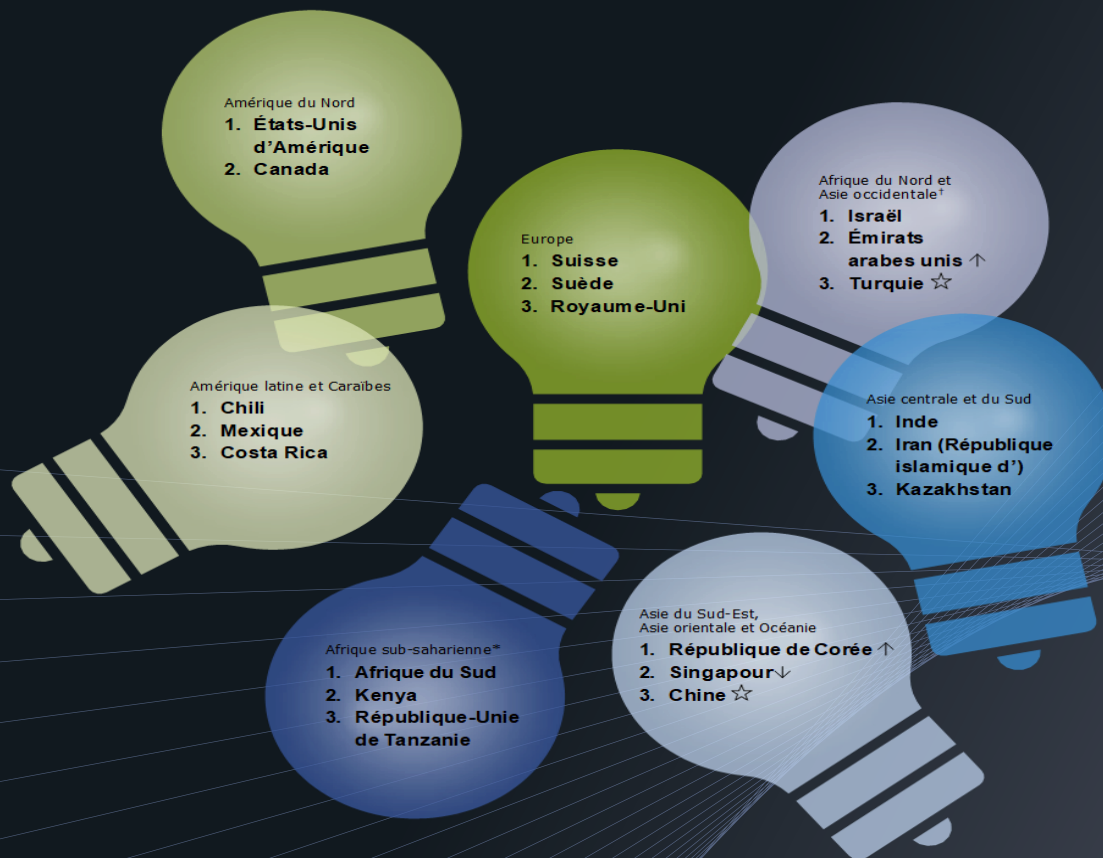 Amérique du Nord
1. États-Unis
d’Amérique
2. Canada
Europe
1. Suisse
2. Suède
3. Royaume-Uni
Afrique du Nord et
Asie occidentale†
1. Israël
2. Émirats
arabes unis ↑
3. Turquie ☆
Amérique latine et Caraïbes
1. Chili
2. Mexique
3. Costa Rica
Asie centrale et du Sud
1. Inde
2. Iran (République
islamique d’)
3. Kazakhstan
Afrique sub-saharienne*
1. Afrique du Sud
2. Kenya
3. République-Unie
de Tanzanie
Asie du Sud-Est,
Asie orientale et Océanie
1. République de Corée ↑
2. Singapour↓
3. Chine ☆